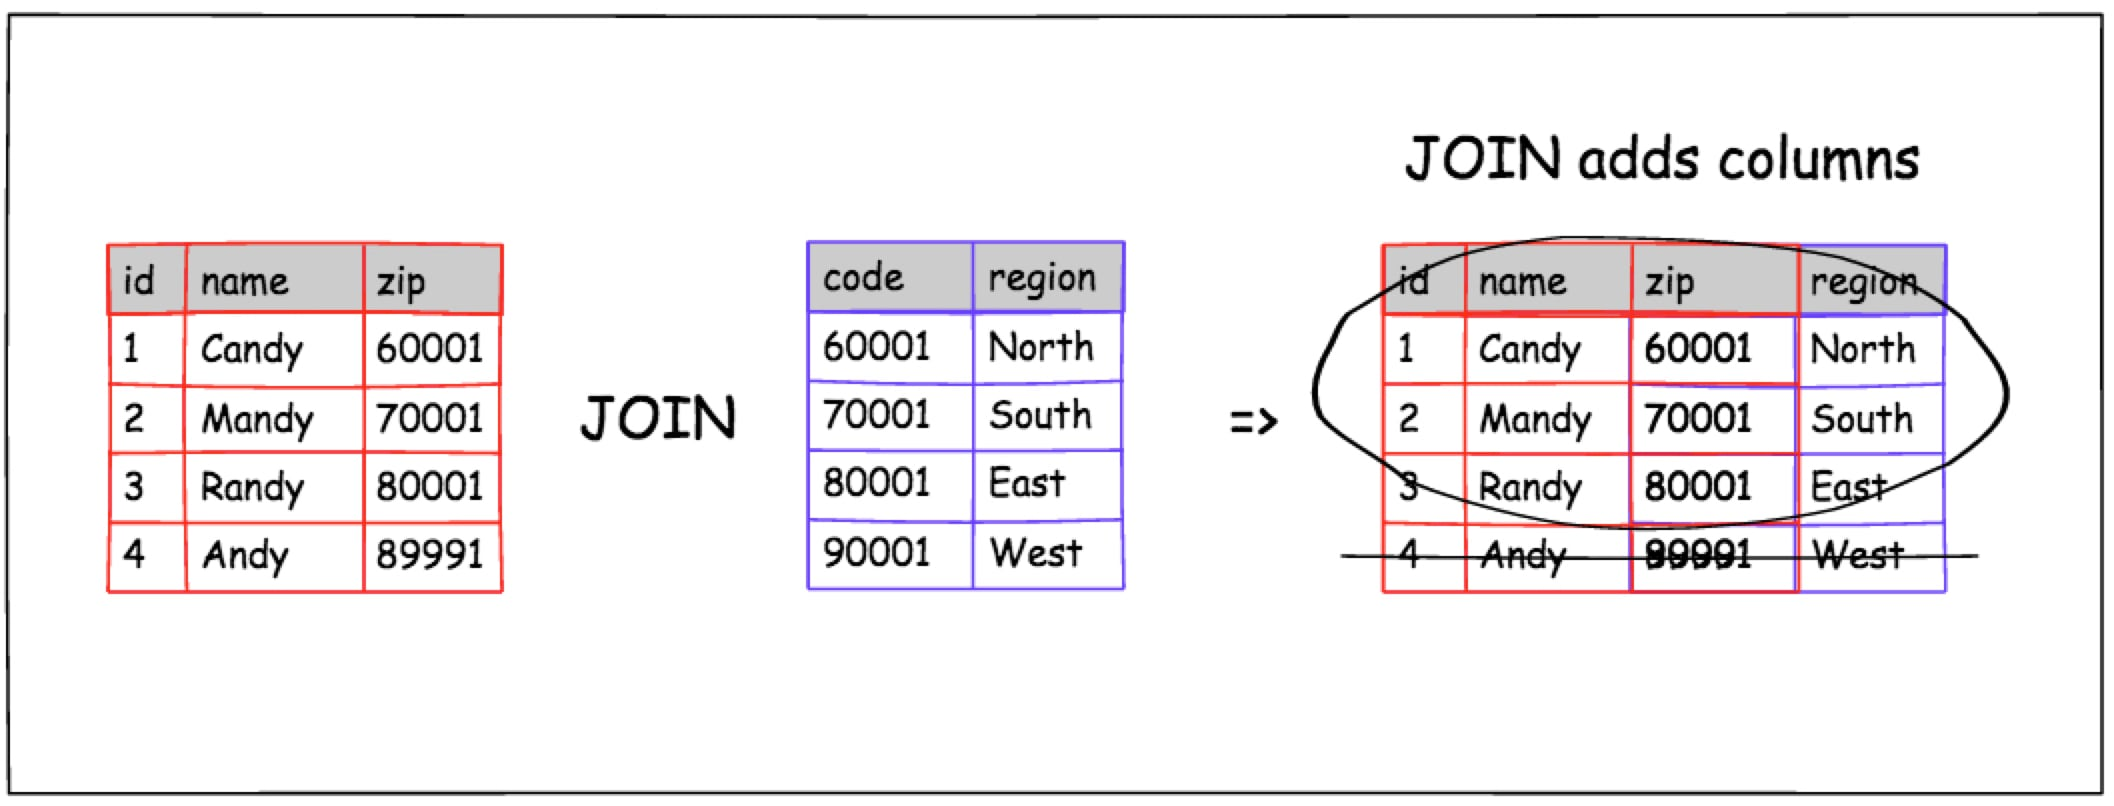 JOIN adds columns
id name zip
1 Candy 60001
2 Mandy 70001
3 Randy 80001
4 Andy 89991
JOIN
code region
60001 North
70001 South
80001 East
90001 West
=>
id name zip region
1 Candy 60001 North
2 Mandy 70001 South
3 Randy 80001 East
4 Andy West